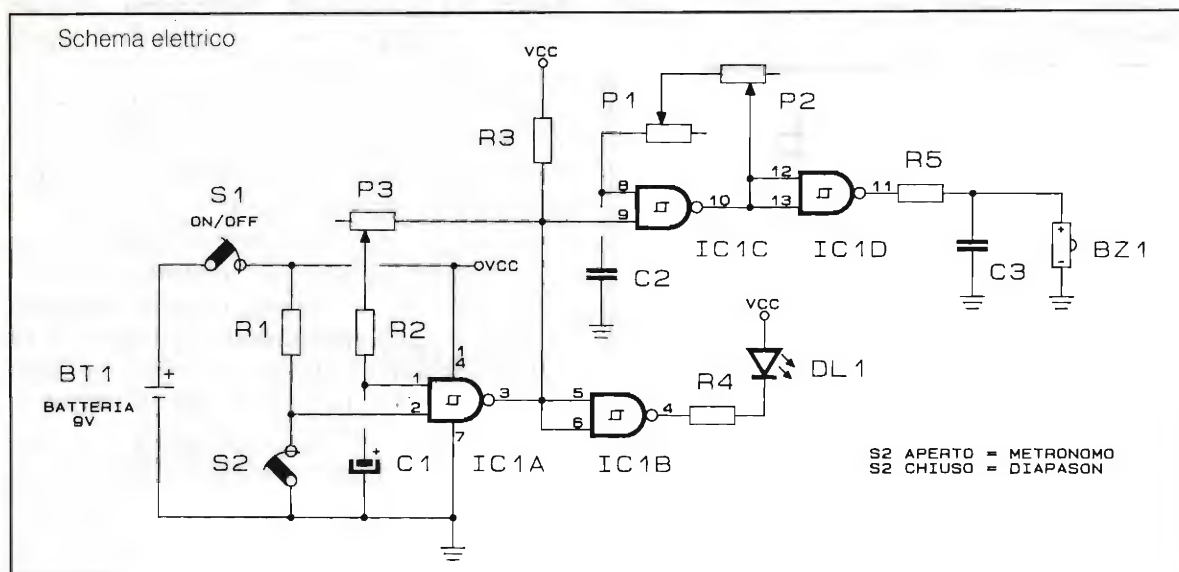 Schema elettrico
VCC
P1
P2
R3
R5
P3
S1
ON/OFF
8
9
10
12
13
11
IC1C
IC1D
BZ1
+
-
C2
C3
VCC
VCC
R1
R2
1
4
BT1
+
BATTERIA
9V
1
2
3
7
5
6
4
R4
DL1
S2
+
C1
IC1A
IC1B
S2 APERTO = METRONOMO
S2 CHIUSO = DIAPASON